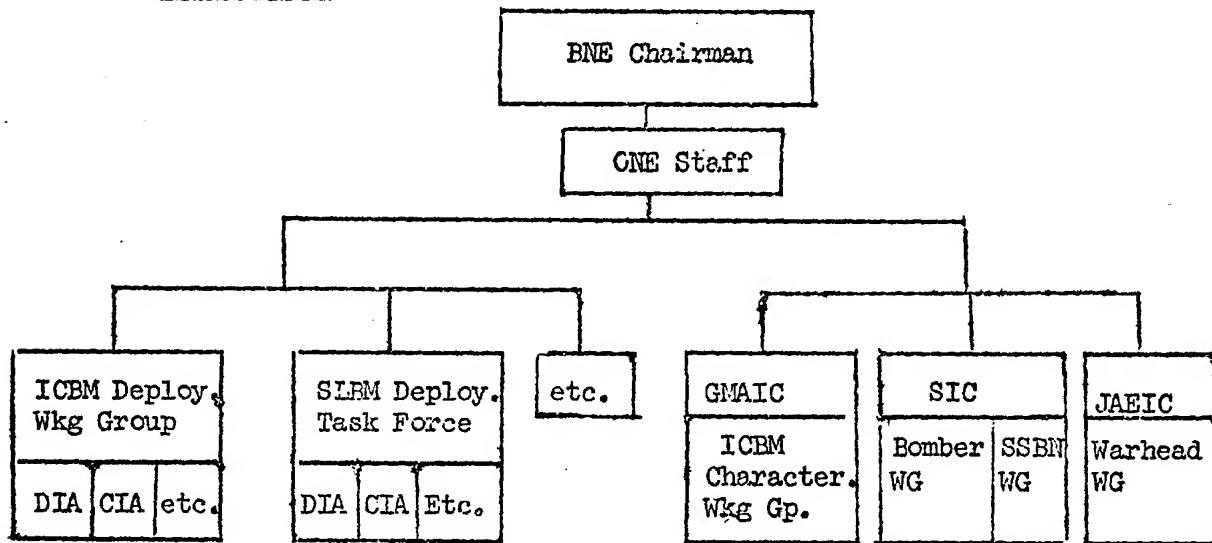 BNE Chairman
ONE Staff
ICBM Deploy.
Wkg Group
DIA CIA etc.
SLBM Deploy.
Task Force
DIA CIA Etc.
etc.
GMAIC
ICBM
Character.
Wkg Gp.
SIC
Bomber
WG
SSBN
WG
JAEIC
Warhead
WG